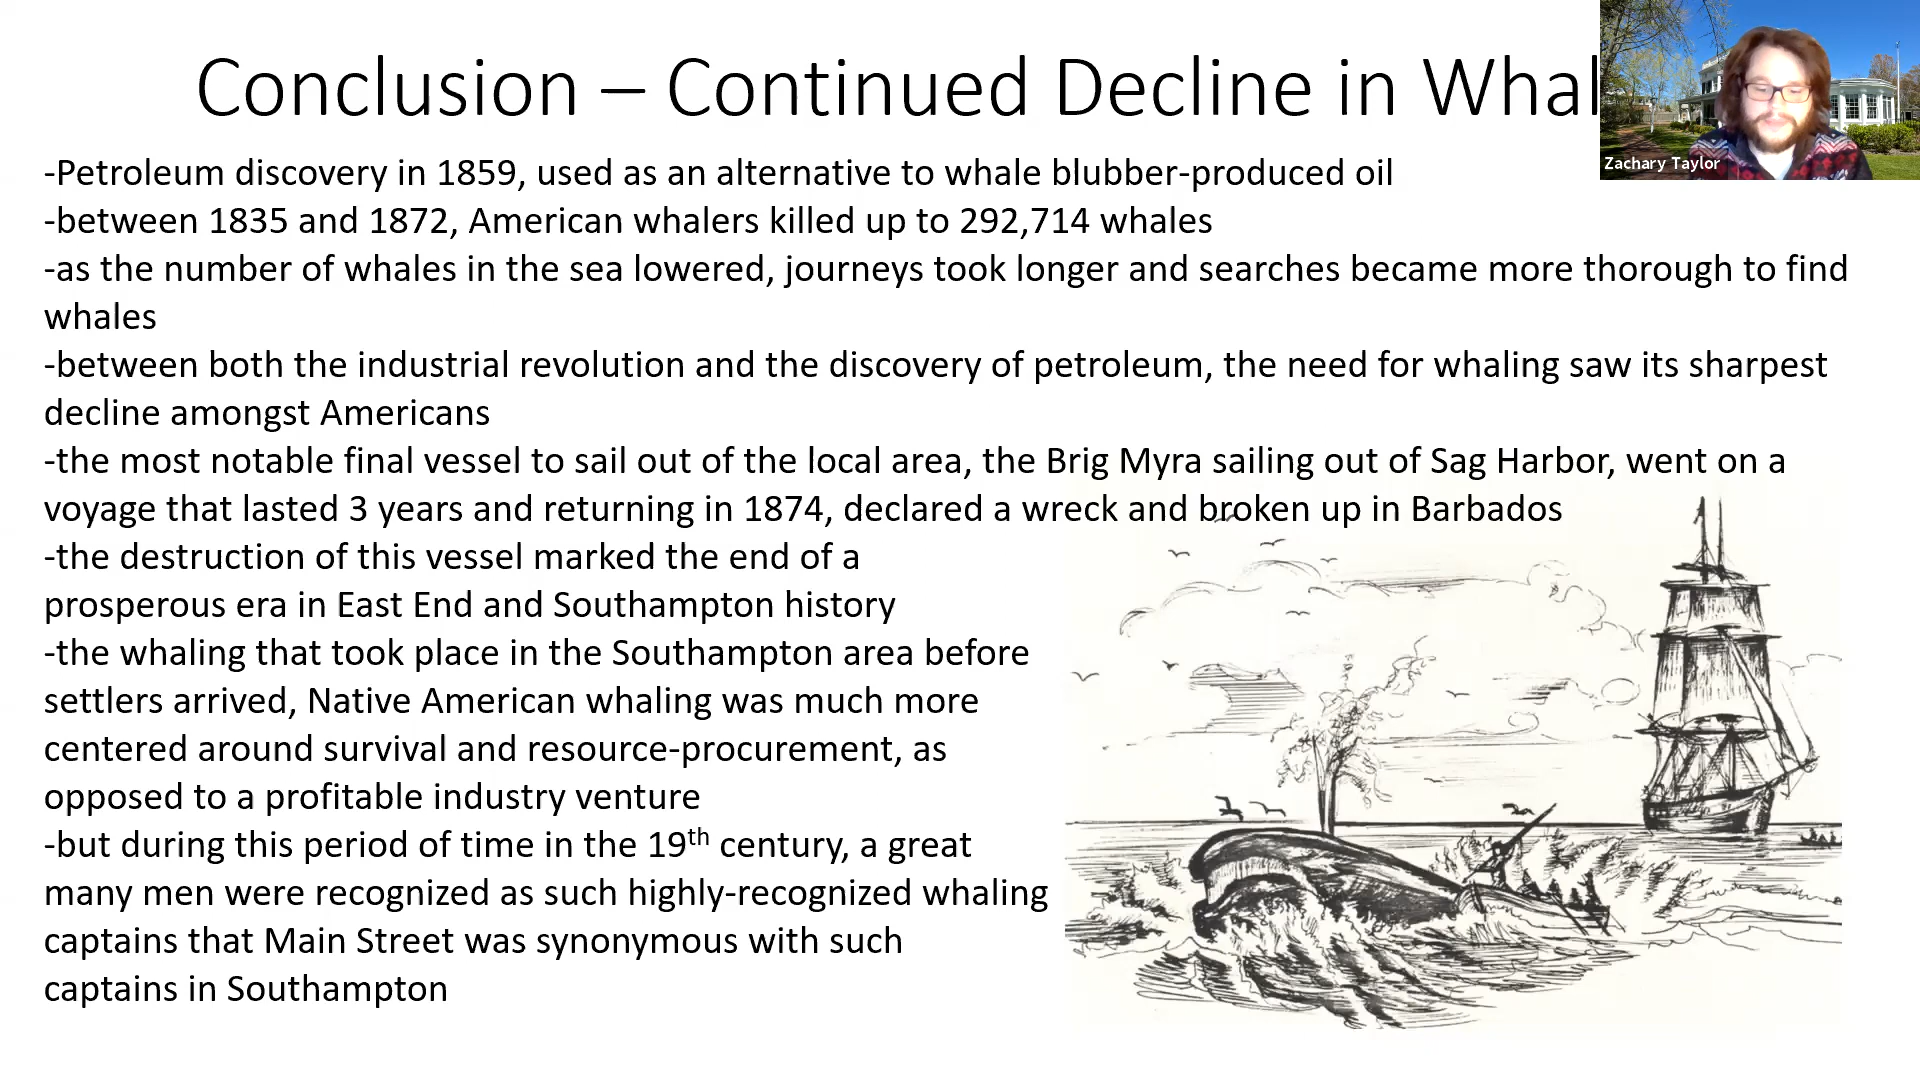 Conclusion – Continued Decline in Whal
Zachary Taylor
-Petroleum discovery in 1859, used as an alternative to whale blubber-produced oil
-between 1835 and 1872, American whalers killed up to 292,714 whales
-as the number of whales in the sea lowered, journeys took longer and searches became more thorough to find
whales
-between both the industrial revolution and the discovery of petroleum, the need for whaling saw its sharpest
decline amongst Americans
-the most notable final vessel to sail out of the local area, the Brig Myra sailing out of Sag Harbor, went on a
voyage that lasted 3 years and returning in 1874, declared a wreck and broken up in Barbados
-the destruction of this vessel marked the end of a
prosperous era in East End and Southampton history
-the whaling that took place in the Southampton area before
settlers arrived, Native American whaling was much more
centered around survival and resource-procurement, as
opposed to a profitable industry venture
-but during this period of time in the 19th century, a great
many men were recognized as such highly-recognized whaling
captains that Main Street was synonymous with such
captains in Southampton